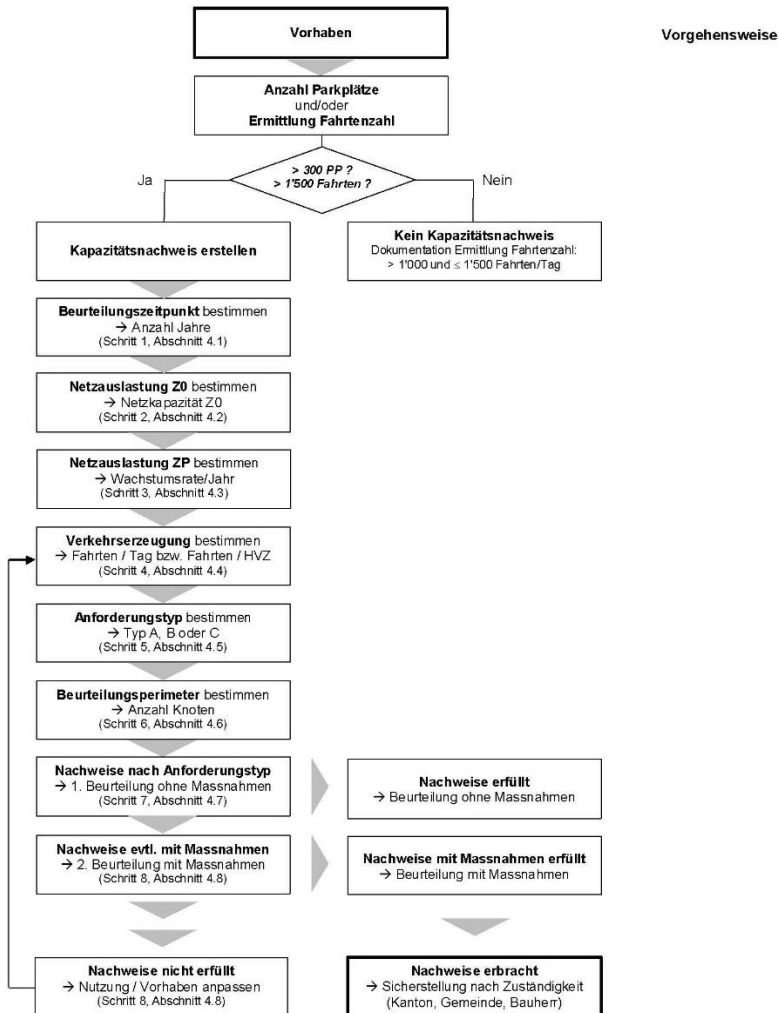 Vorhaben
Vorgehensweise
Anzahl Parkplätze
und/oder
Ermittlung Fahrtenzahl
> 300 PP ?
> 1'500 Fahrten ?
Ja
Nein
Kapazitätsnachweis erstellen
Kein Kapazitätsnachweis
Dokumentation Ermittlung Fahrtenzahl:
> 1'000 und ≤ 1'500 Fahrten/Tag
Beurteilungszeitpunkt bestimmen
→ Anzahl Jahre
(Schritt 1, Abschnitt 4.1)
Netzauslastung Z0 bestimmen
→ Netzkapazität Z0
(Schritt 2, Abschnitt 4.2)
Netzauslastung ZP bestimmen
→ Wachstumsrate/Jahr
(Schritt 3, Abschnitt 4.3)
Verkehrserzeugung bestimmen
→ Fahrten / Tag bzw. Fahrten / HVZ
(Schritt 4, Abschnitt 4.4)
Anforderungstyp bestimmen
→ Typ A, B oder C
(Schritt 5, Abschnitt 4.5)
Beurteilungsperimeter bestimmen
→ Anzahl Knoten
(Schritt 6, Abschnitt 4.6)
Nachweise nach Anforderungstyp
→ 1. Beurteilung ohne Massnahmen
(Schritt 7, Abschnitt 4.7)
Nachweise erfüllt
→ Beurteilung ohne Massnahmen
Nachweise evtl. mit Massnahmen
→ 2. Beurteilung mit Massnahmen
(Schritt 8, Abschnitt 4.8)
Nachweise mit Massnahmen erfüllt
→ Beurteilung mit Massnahmen
Nachweise nicht erfüllt
→ Nutzung / Vorhaben anpassen
(Schritt 8, Abschnitt 4.8)
Nachweise erbracht
→ Sicherstellung nach Zuständigkeit
(Kanton, Gemeinde, Bauherr)